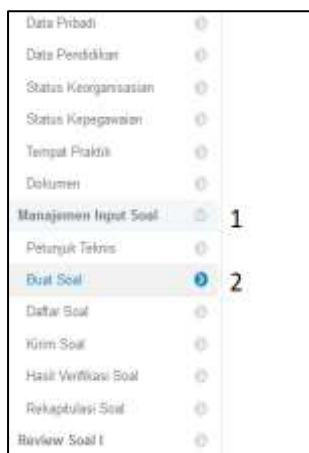 Data Pribadi
Data Pendidikan
Status Keorganisasian
Status Kepegawaian
Tempat Praktik
Dokumen
Manajemen Input Soal 1
Petunjuk Teknis
Buat Soal 2
Daftar Soal
Kirim Soal
Hasil Verifikasi Soal
Rekapitulasi Soal
Review Soal I